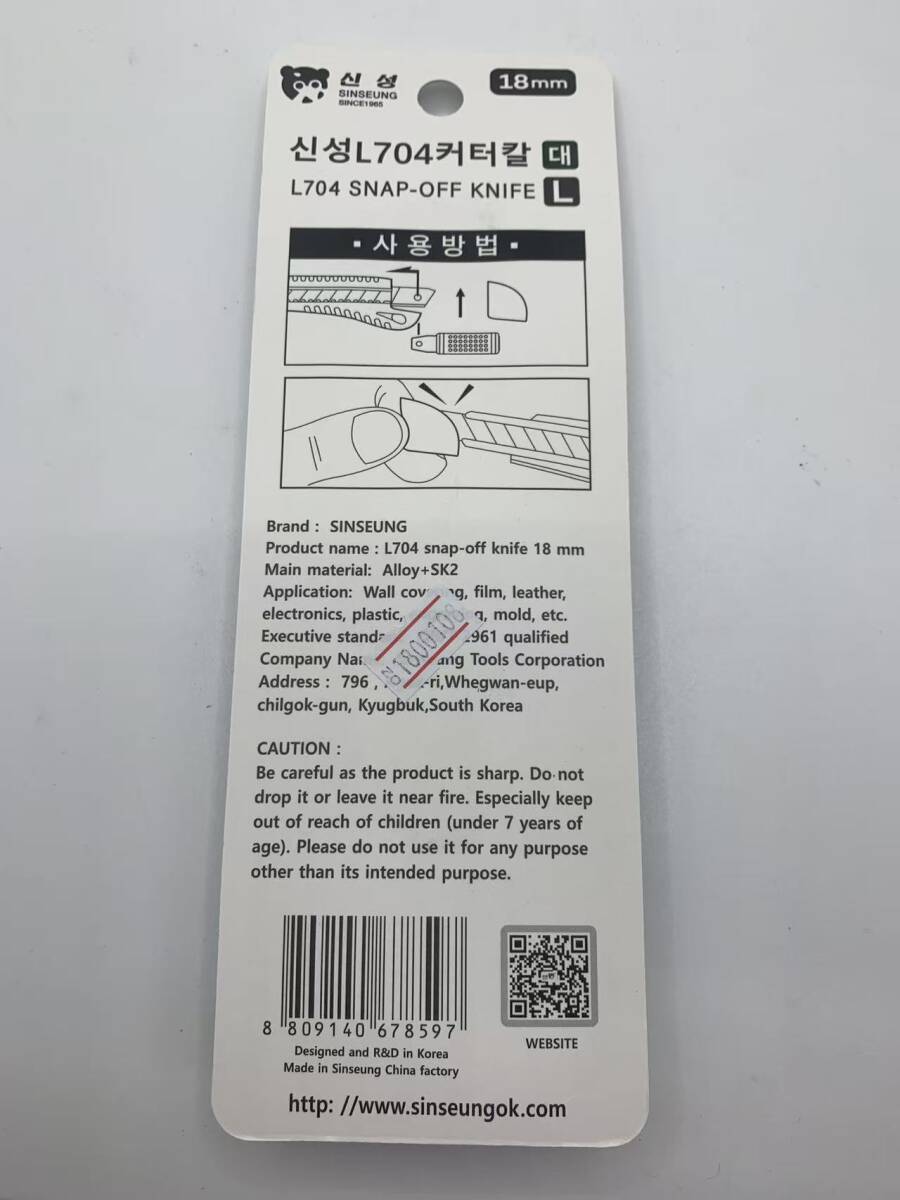 신성
SINSEUNG
SINCE1965
18mm
신성L704커터칼 대
L704 SNAP-OFF KNIFE L
▪사용방법▪
Brand : SINSEUNG
Product name : L704 snap-off knife 18 mm
Main material: Alloy+SK2
Application: Wall film, leather,
electronics, plastic, mold, etc.
Executive 2961 qualified
Company Tools Corporation
Address : 796 , Whegwan-eup,
chilgok-gun, Kyugbuk,South Korea
81800108
CAUTION :
Be careful as the product is sharp. Do not
drop it or leave it near fire. Especially keep
out of reach of children (under 7 years of
age). Please do not use it for any purpose
other than its intended purpose.
8 809140 678597
Designed and R&D in Korea
Made in Sinseung China factory
WEBSITE
http: //www.sinseungok.com